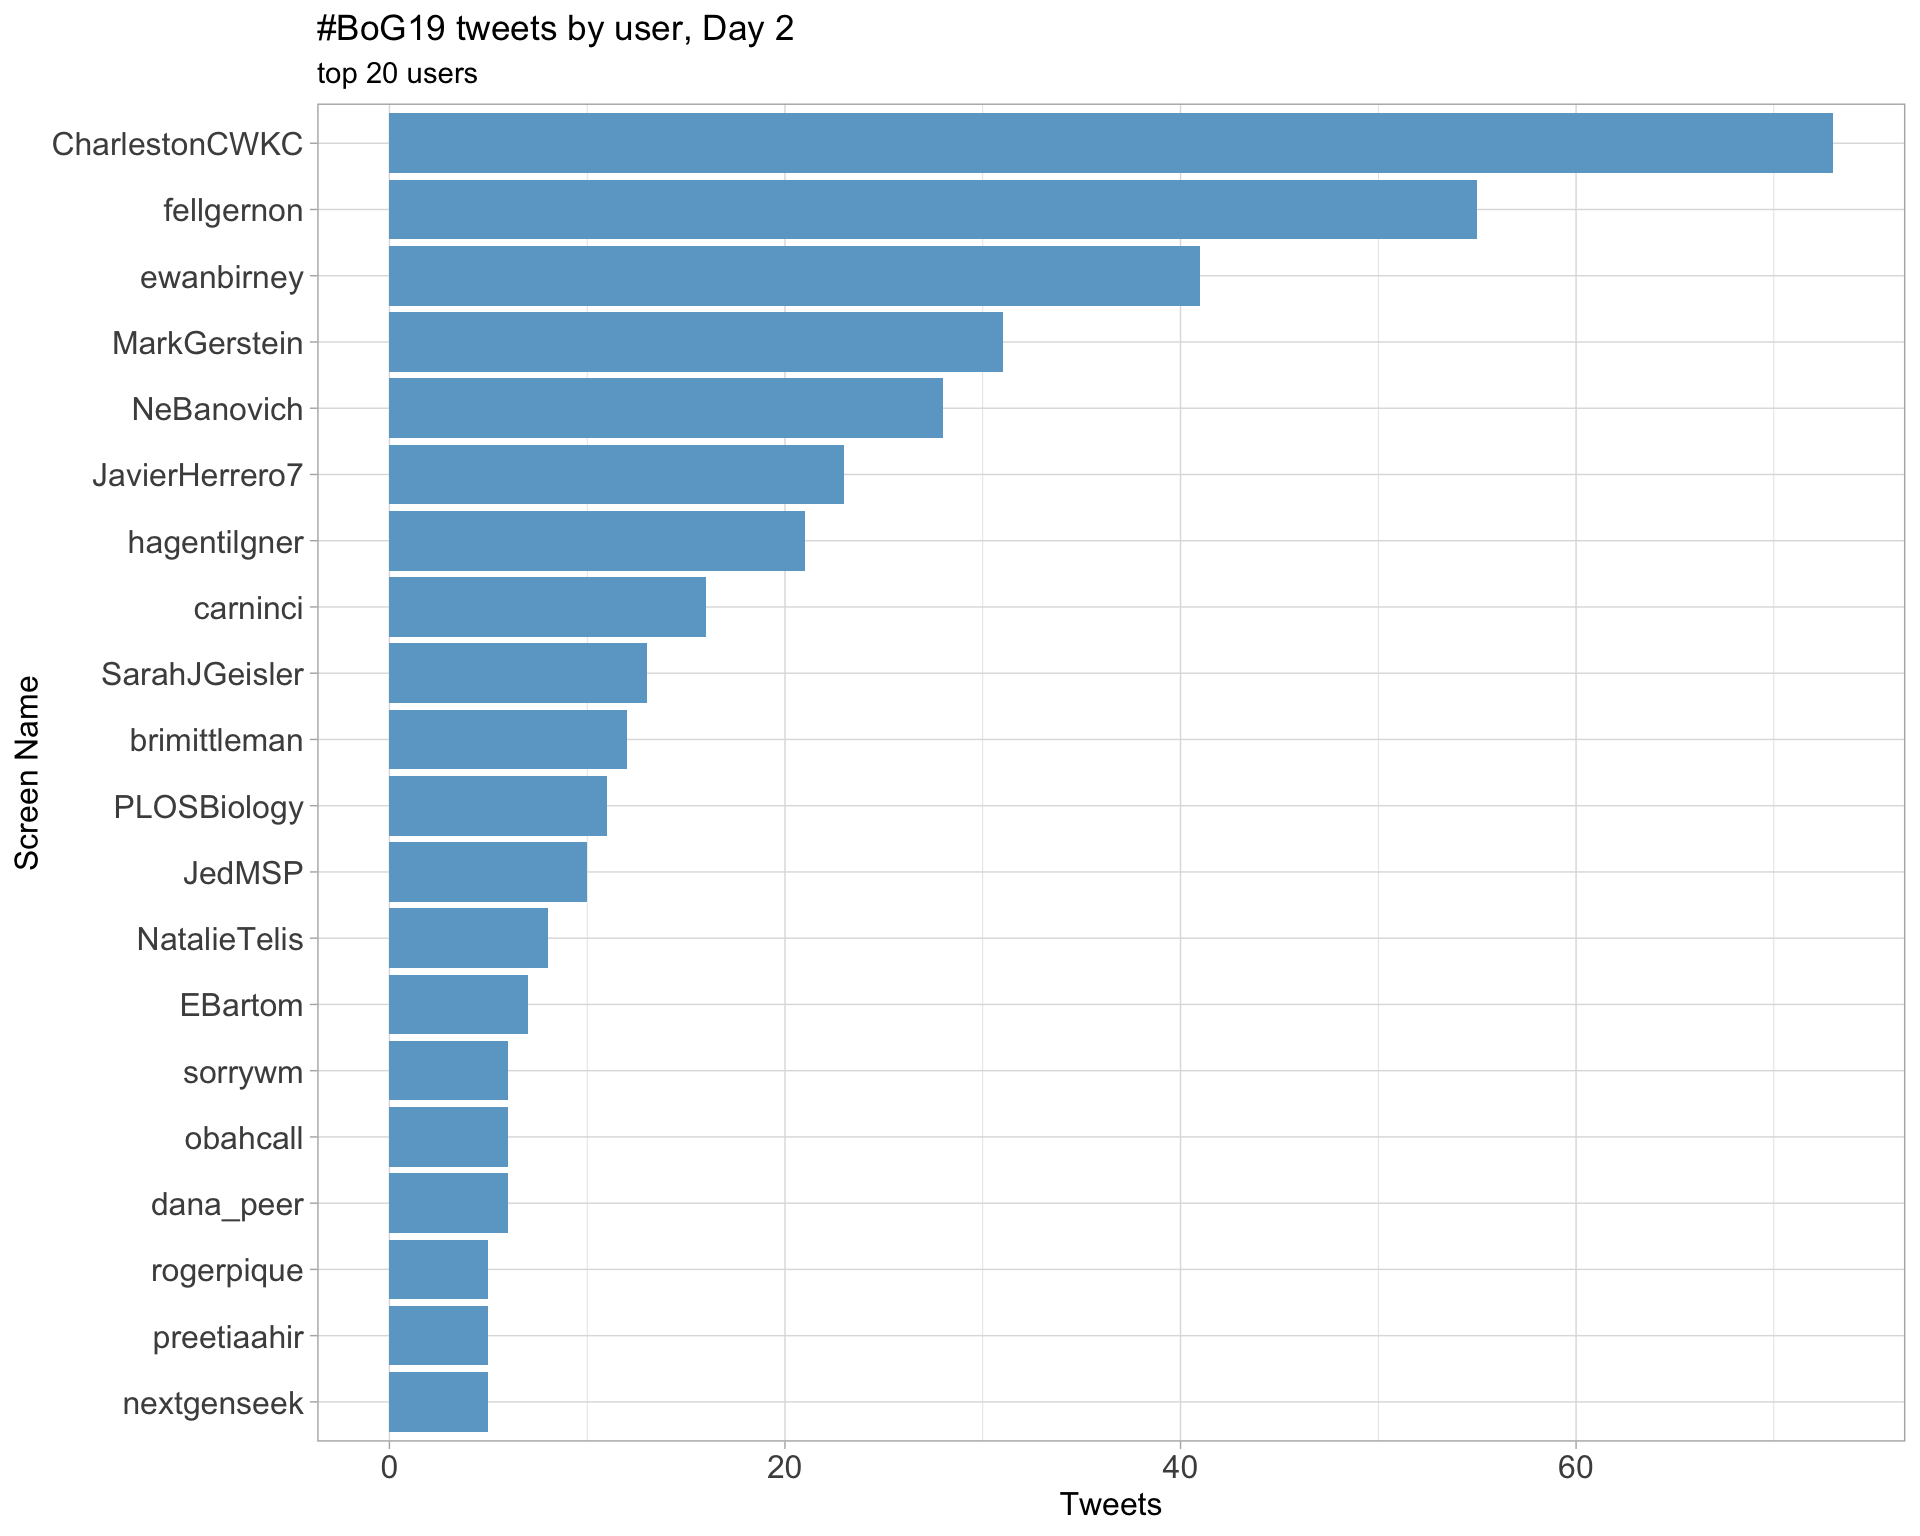 #BoG19 tweets by user, Day 2
top 20 users
CharlestonCWKC
fellgernon
ewanbirney
MarkGerstein
NeBanovich
JavierHerrero7
hagentilgner
carninci
SarahJGeisler
brimittleman
PLOSBiology
JedMSP
NatalieTelis
EBartom
sorrywm
obahcall
dana_peer
rogerpique
preetiaahir
nextgenseek
Screen Name
0 20 40 60
Tweets